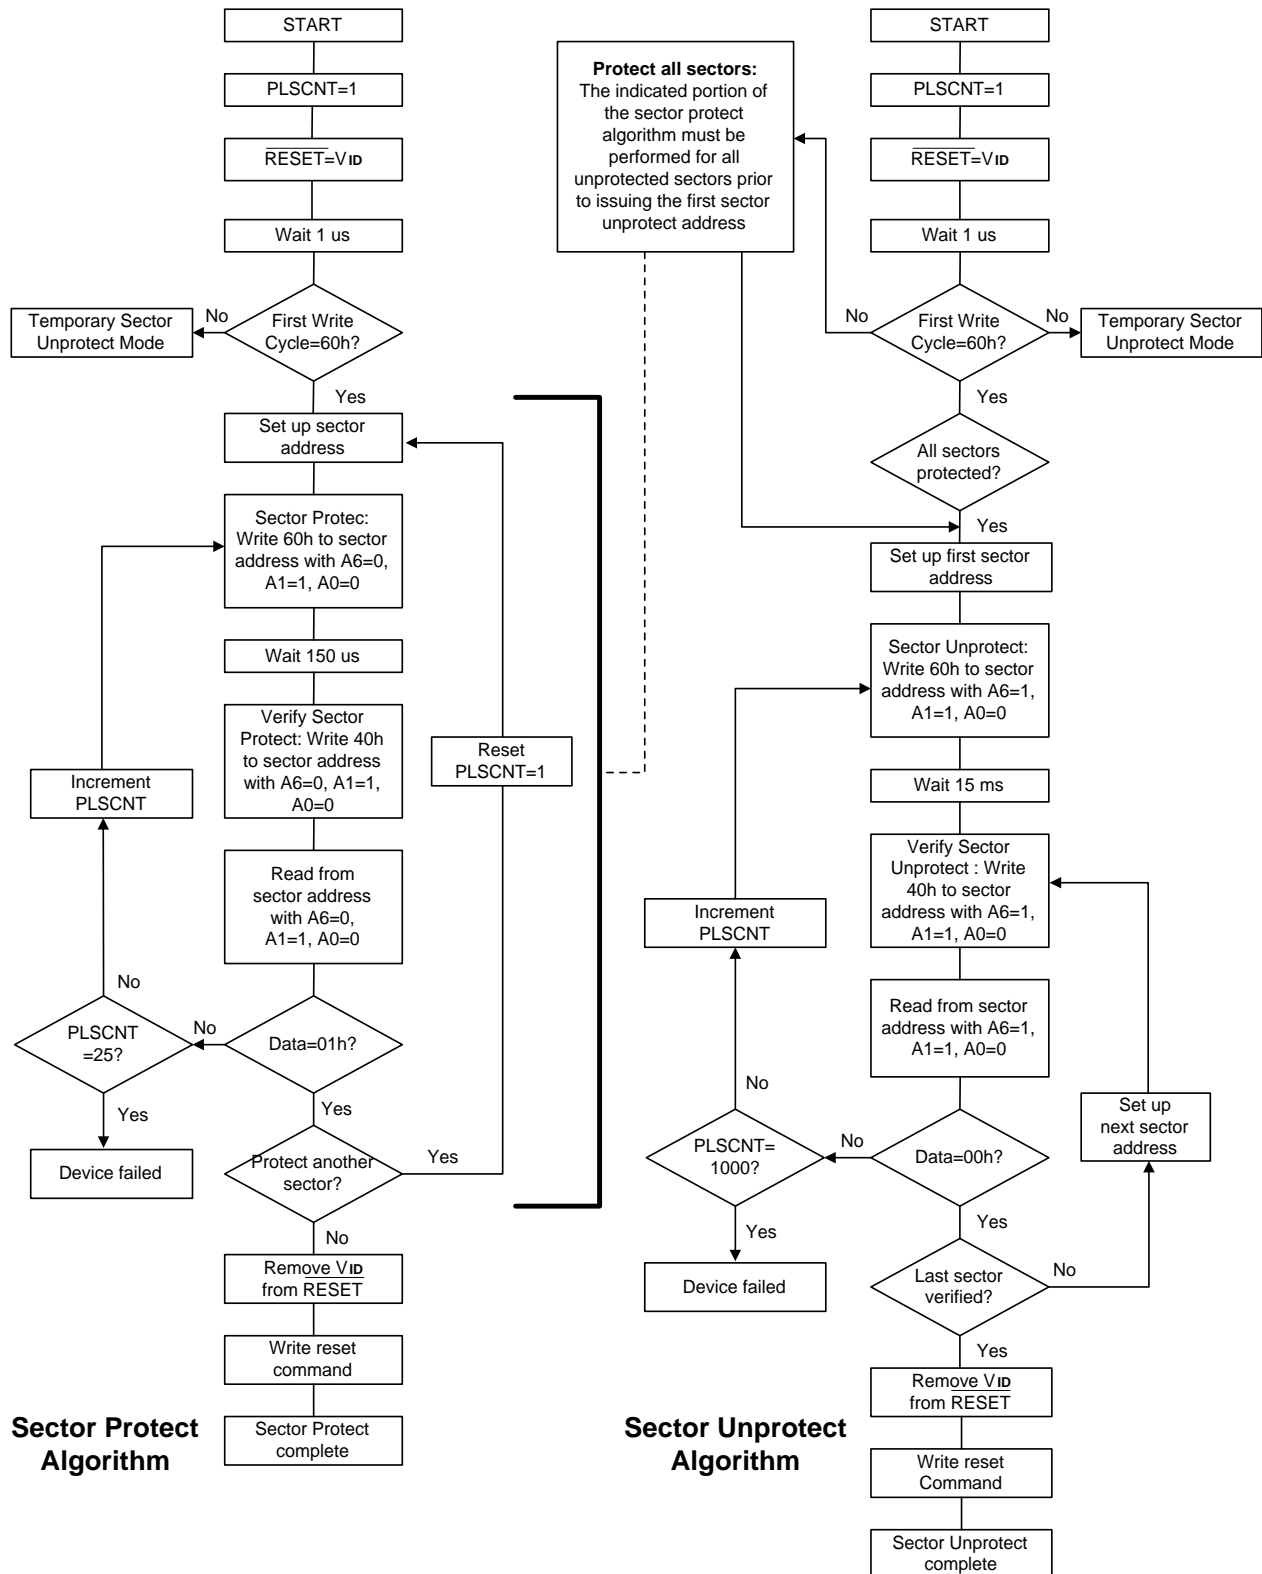 START
PLSCNT=1
RESET=VID
Wait 1 us
First Write
Cycle=60h?
No
Temporary Sector
Unprotect Mode
Yes
Set up sector
address
Sector Protec:
Write 60h to sector
address with A6=0,
A1=1, A0=0
Wait 150 us
Verify Sector
Protect: Write 40h
to sector address
with A6=0, A1=1,
A0=0
Reset
PLSCNT=1
Increment
PLSCNT
Read from
sector address
with A6=0,
A1=1, A0=0
No
PLSCNT
=25?
No
Data=01h?
Yes
Device failed
Yes
Protect another
sector?
Yes
No
Remove VID
from RESET
Write reset
command
Sector Protect
complete
Sector Protect
Algorithm
Protect all sectors:
The indicated portion of
the sector protect
algorithm must be
performed for all
unprotected sectors prior
to issuing the first sector
unprotect address
START
PLSCNT=1
RESET=VID
Wait 1 us
No
First Write
Cycle=60h?
No
Temporary Sector
Unprotect Mode
Yes
All sectors
protected?
Yes
Set up first sector
address
Sector Unprotect:
Write 60h to sector
address with A6=1,
A1=1, A0=0
Wait 15 ms
Verify Sector
Unprotect : Write
40h to sector
address with A6=1,
A1=1, A0=0
Increment
PLSCNT
Read from sector
address with A6=1,
A1=1, A0=0
No
Set up
next sector
address
PLSCNT=
1000?
No
Data=00h?
Yes
Device failed
Yes
Last sector
verified?
No
Yes
Remove VID
from RESET
Write reset
Command
Sector Unprotect
complete
Sector Unprotect
Algorithm